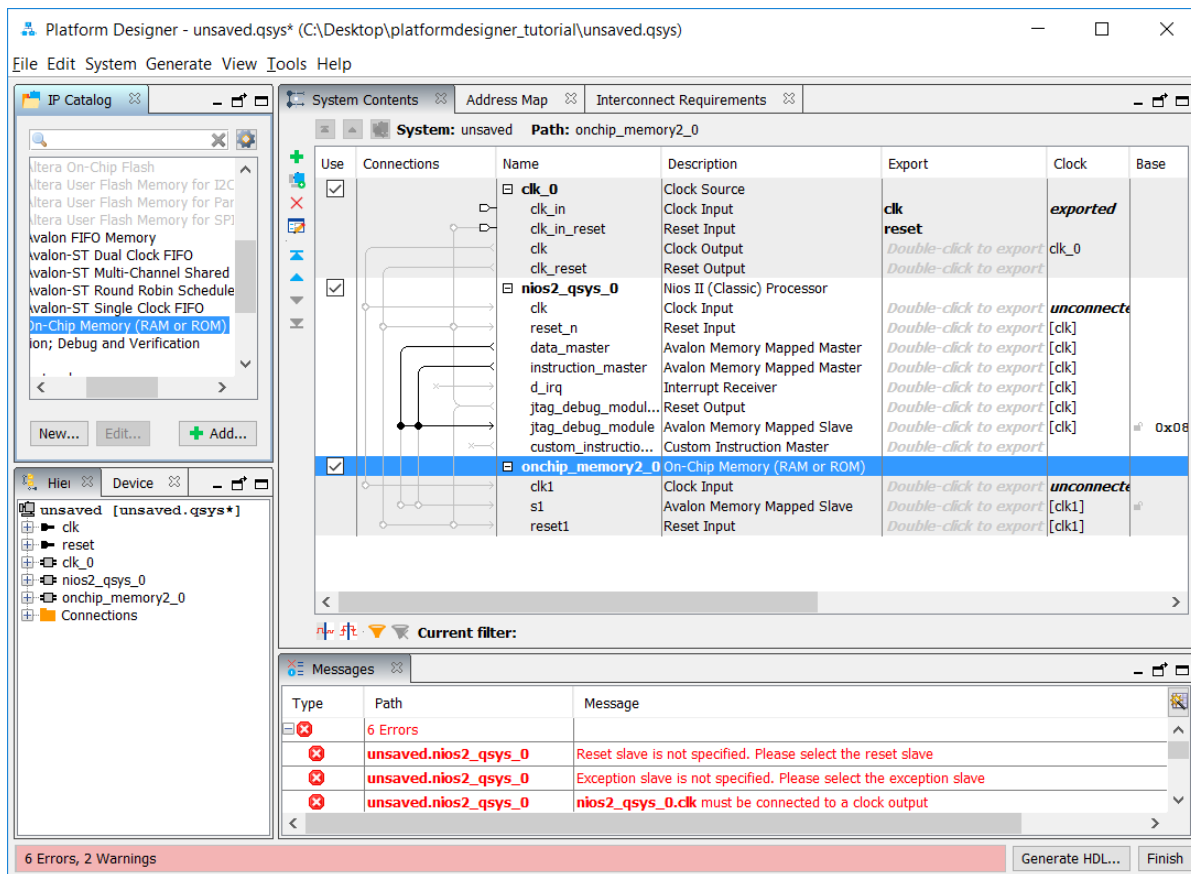 Platform Designer - unsaved.qsys* (C:\Desktop\platformdesigner_tutorial\unsaved.qsys)
File Edit System Generate View Tools Help
IP Catalog
Altera On-Chip Flash
Altera User Flash Memory for I2C
Altera User Flash Memory for Par
Altera User Flash Memory for SPI
Avalon FIFO Memory
Avalon-ST Dual Clock FIFO
Avalon-ST Multi-Channel Shared
Avalon-ST Round Robin Schedule
Avalon-ST Single Clock FIFO
On-Chip Memory (RAM or ROM)
ion; Debug and Verification
New... Edit... Add...
Hier Device
unsaved [unsaved.qsys*]
clk
reset
clk_0
nios2_qsys_0
onchip_memory2_0
Connections
System Contents Address Map Interconnect Requirements
System: unsaved Path: onchip_memory2_0
Use Connections Name Description Export Clock Base
clk_0 Clock Source
clk_in Clock Input clk exported
clk_in_reset Reset Input reset
clk Clock Output Double-click to export clk_0
clk_reset Reset Output Double-click to export
nios2_qsys_0 Nios II (Classic) Processor
clk Clock Input Double-click to export unconnecte
reset_n Reset Input Double-click to export [clk]
data_master Avalon Memory Mapped Master Double-click to export [clk]
instruction_master Avalon Memory Mapped Master Double-click to export [clk]
d_irq Interrupt Receiver Double-click to export [clk]
jtag_debug_modul... Reset Output Double-click to export [clk]
jtag_debug_module Avalon Memory Mapped Slave Double-click to export [clk] 0x08
custom_instructio... Custom Instruction Master Double-click to export
onchip_memory2_0 On-Chip Memory (RAM or ROM)
clk1 Clock Input Double-click to export unconnecte
s1 Avalon Memory Mapped Slave Double-click to export [clk1]
reset1 Reset Input Double-click to export [clk1]
Current filter:
Messages
Type Path Message
6 Errors
unsaved.nios2_qsys_0 Reset slave is not specified. Please select the reset slave
unsaved.nios2_qsys_0 Exception slave is not specified. Please select the exception slave
unsaved.nios2_qsys_0 nios2_qsys_0.clk must be connected to a clock output
6 Errors, 2 Warnings
Generate HDL... Finish